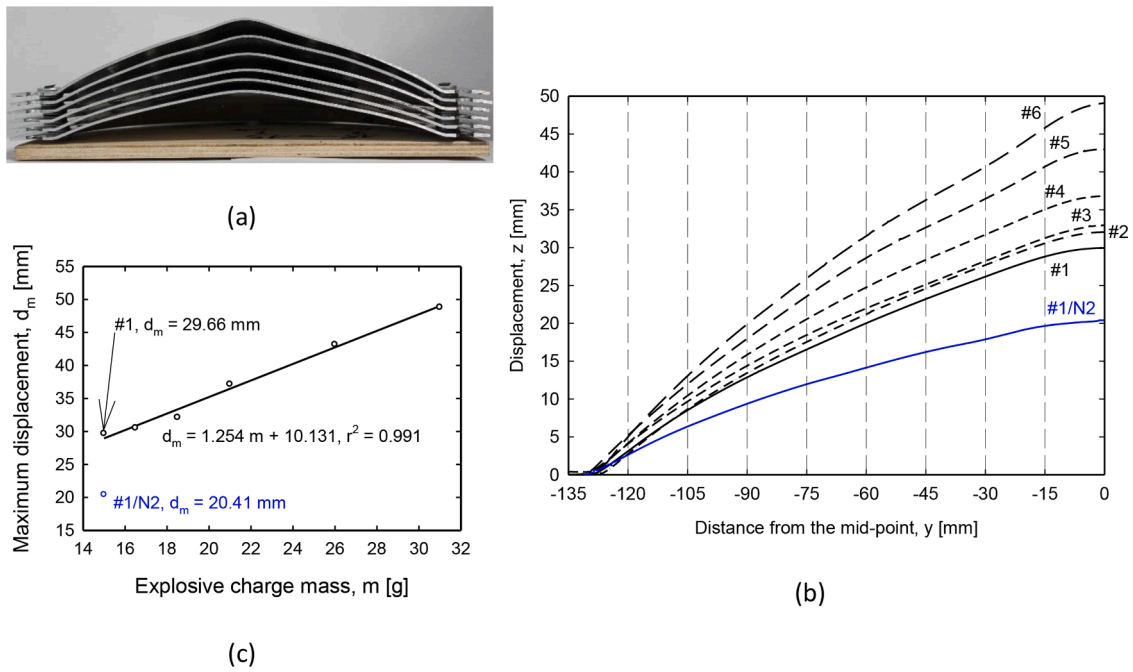 (a)
Maximum displacement, dₘ [mm]
55
50
45
40
35
30
25
20
15
#1, dₘ = 29.66 mm
dₘ = 1.254 m + 10.131, r² = 0.991
#1/N2, dₘ = 20.41 mm
14 16 18 20 22 24 26 28 30 32
Explosive charge mass, m [g]
(c)
Displacement, z [mm]
50
45
40
35
30
25
20
15
10
5
0
#6
#5
#4
#3
#2
#1
#1/N2
-135 -120 -105 -90 -75 -60 -45 -30 -15 0
Distance from the mid-point, y [mm]
(b)